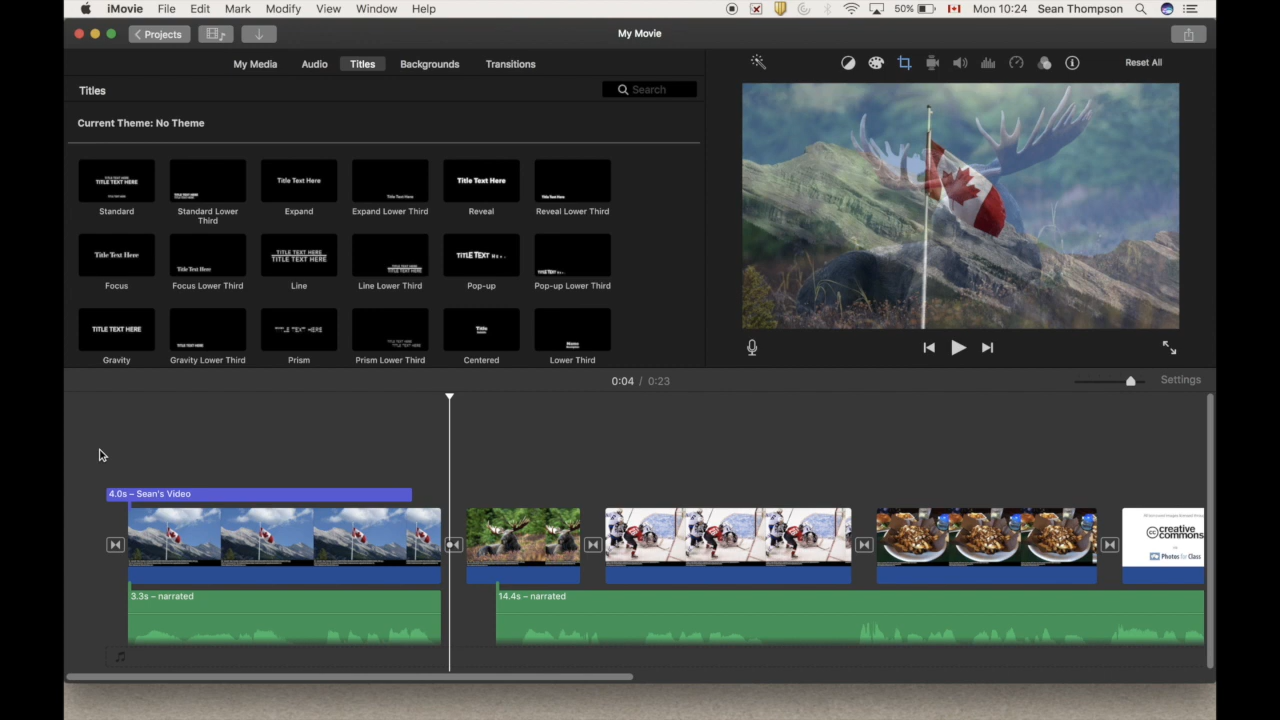 iMovie File Edit Mark Modify View Window Help 50% Mon 10:24 Sean Thompson
Projects My Movie
My Media Audio Titles Backgrounds Transitions Reset All
Titles Search
Current Theme: No Theme
TITLE TEXT HERE Title Text Here Title Text Here
Standard Standard Lower Third Expand Expand Lower Third Reveal Reveal Lower Third
Title Text Here Title Text Here TITLE TEXT HERE TITLE TEXT HERE TITLE TEXT
Focus Focus Lower Third Line Line Lower Third Pop-up Pop-up Lower Third
TITLE TEXT HERE
Gravity Gravity Lower Third Prism Prism Lower Third Centered Lower Third
0:04 / 0:23 Settings
4.0s – Sean's Video
creative
commons
Photos for Class
3.3s – narrated 14.4s – narrated